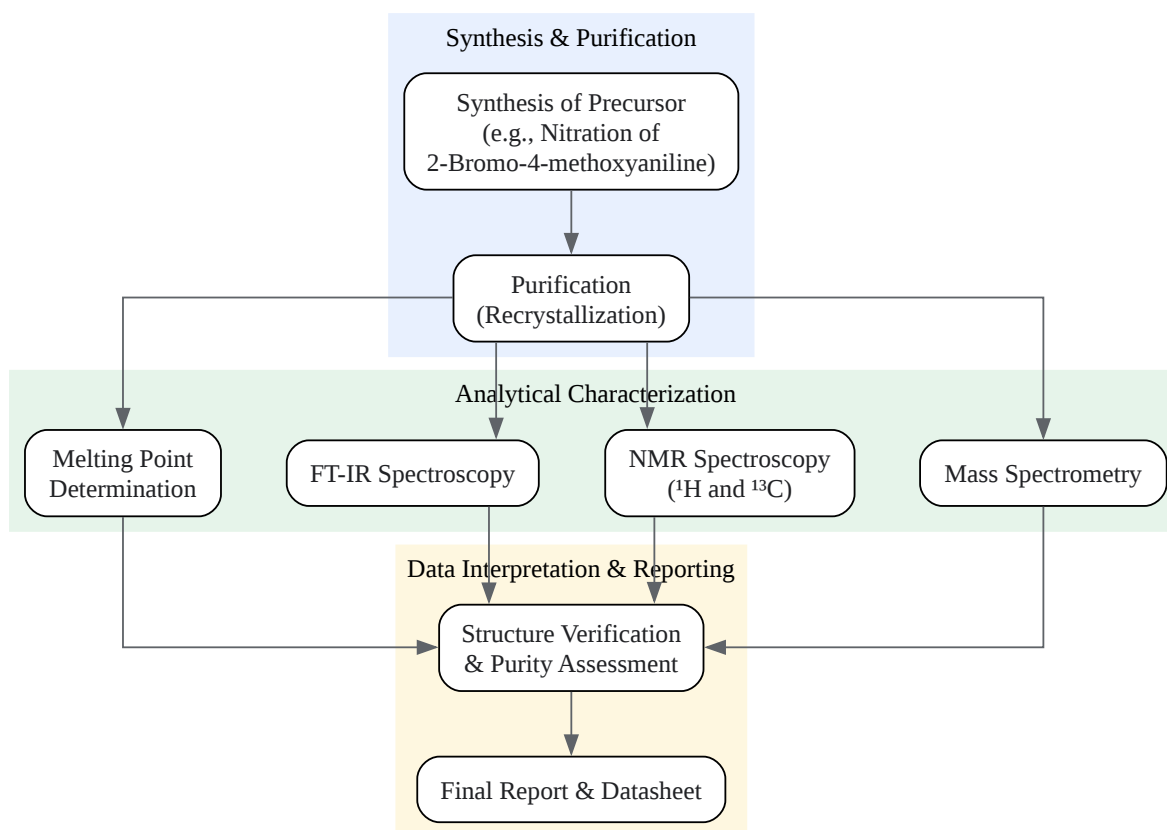 Synthesis & Purification
Synthesis of Precursor
(e.g., Nitration of
2-Bromo-4-methoxyaniline)
Purification
(Recrystallization)
Analytical Characterization
Melting Point
Determination
FT-IR Spectroscopy
NMR Spectroscopy
(¹H and ¹³C)
Mass Spectrometry
Data Interpretation & Reporting
Structure Verification
& Purity Assessment
Final Report & Datasheet